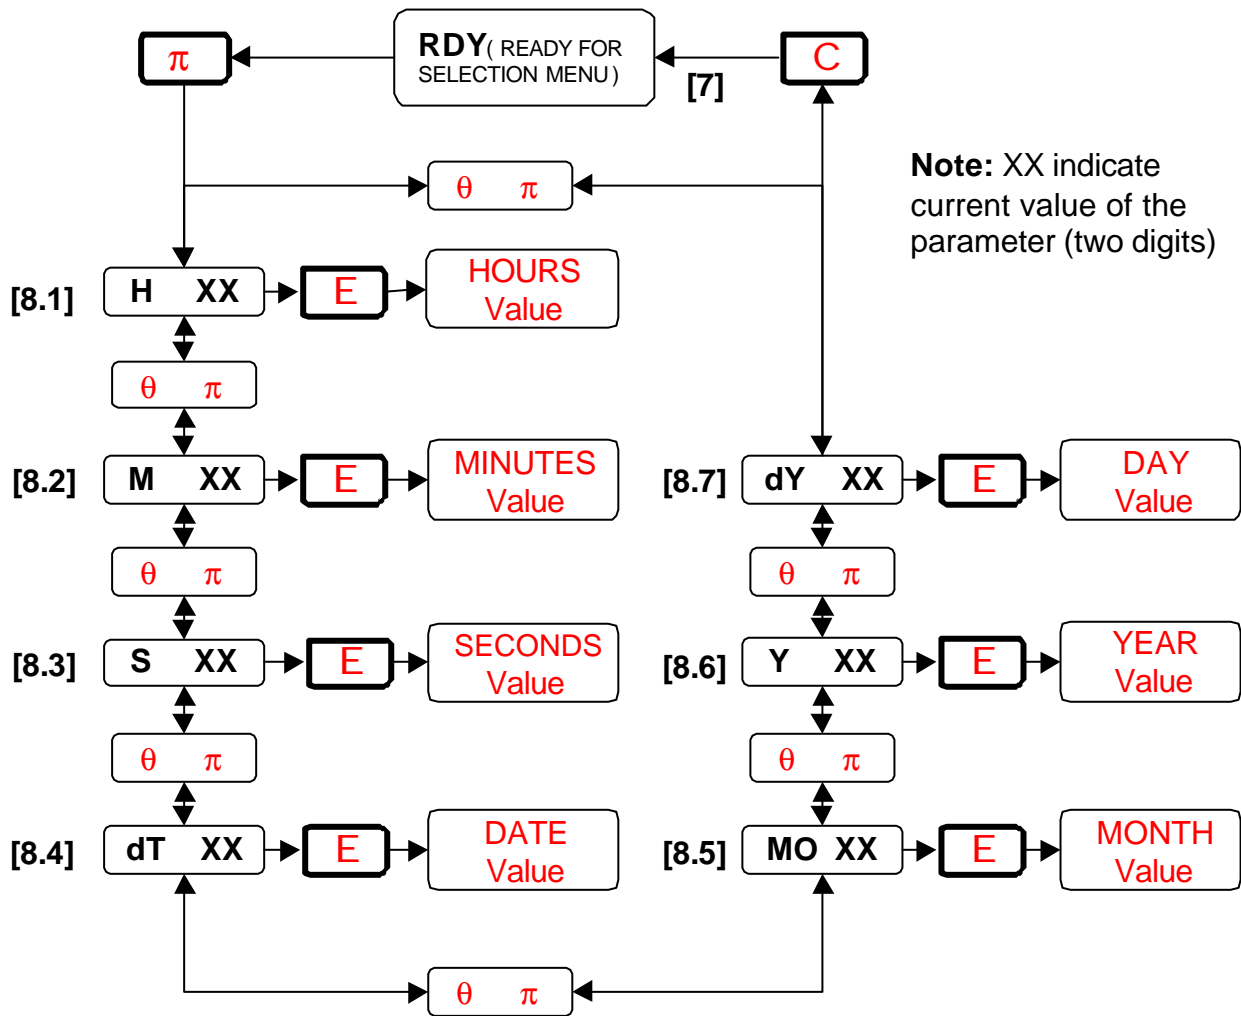 π
RDY( READY FOR
SELECTION MENU)
C
[7]
θ π
Note: XX indicate
current value of the
parameter (two digits)
[8.1]
H XX
E
HOURS
Value
θ π
[8.2]
M XX
E
MINUTES
Value
[8.7]
dY XX
E
DAY
Value
θ π
θ π
[8.3]
S XX
E
SECONDS
Value
[8.6]
Y XX
E
YEAR
Value
θ π
θ π
[8.4]
dT XX
E
DATE
Value
[8.5]
MO XX
E
MONTH
Value
θ π